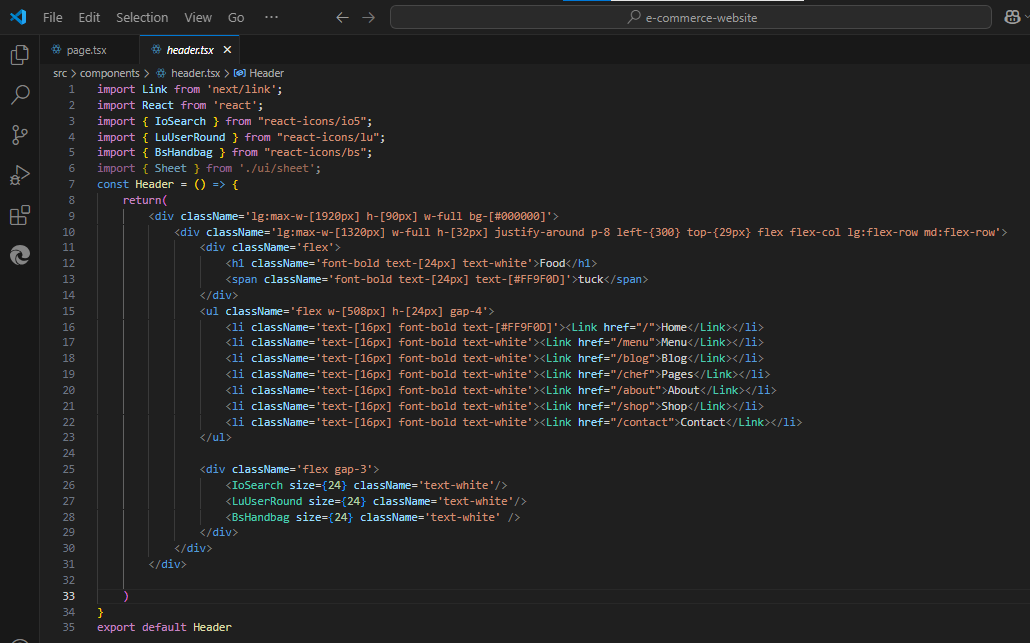 File Edit Selection View Go ··· ← → e-commerce-website
page.tsx header.tsx ×
src > components > header.tsx > Header
1 import Link from 'next/link';
2 import React from 'react';
3 import { IoSearch } from "react-icons/io5";
4 import { LuUserRound } from "react-icons/lu";
5 import { BsHandbag } from "react-icons/bs";
6 import { Sheet } from './ui/sheet';
7 const Header = () => {
8 return(
9 <div className='lg:max-w-[1920px] h-[90px] w-full bg-[#000000]'>
10 <div className='lg:max-w-[1320px] w-full h-[32px] justify-around p-8 left-{300} top-{29px} flex flex-col lg:flex-row md:flex-row'>
11 <div className='flex'>
12 <h1 className='font-bold text-[24px] text-white'>Food</h1>
13 <span className='font-bold text-[24px] text-[#FF9F0D]'>tuck</span>
14 </div>
15 <ul className='flex w-[508px] h-[24px] gap-4'>
16 <li className='text-[16px] font-bold text-[#FF9F0D]'><Link href="/">Home</Link></li>
17 <li className='text-[16px] font-bold text-white'><Link href="/menu">Menu</Link></li>
18 <li className='text-[16px] font-bold text-white'><Link href="/blog">Blog</Link></li>
19 <li className='text-[16px] font-bold text-white'><Link href="/chef">Pages</Link></li>
20 <li className='text-[16px] font-bold text-white'><Link href="/about">About</Link></li>
21 <li className='text-[16px] font-bold text-white'><Link href="/shop">Shop</Link></li>
22 <li className='text-[16px] font-bold text-white'><Link href="/contact">Contact</Link></li>
23 </ul>
24
25 <div className='flex gap-3'>
26 <IoSearch size={24} className='text-white'/>
27 <LuUserRound size={24} className='text-white'/>
28 <BsHandbag size={24} className='text-white' />
29 </div>
30 </div>
31 </div>
32
33 )
34 }
35 export default Header